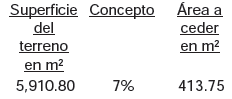 Superficie Concepto Área a
del ceder
terreno en m²
en m²
5,910.80 7% 413.75